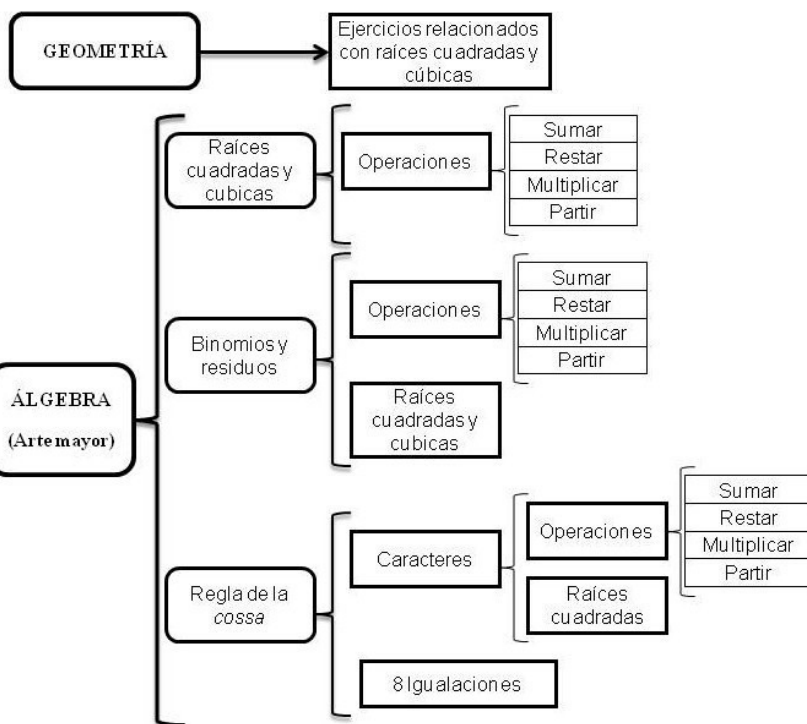 GEOMETRÍA
Ejercicios relacionados
con raíces cuadradas y
cúbicas
ÁLGEBRA
(Arte mayor)
Raíces
cuadradas y
cubicas
Operaciones
Sumar
Restar
Multiplicar
Partir
Binomios y
residuos
Operaciones
Sumar
Restar
Multiplicar
Partir
Raíces
cuadradas y
cubicas
Regla de la
cossa
Caracteres
Operaciones
Sumar
Restar
Multiplicar
Partir
Raíces
cuadradas
8 Igualaciones